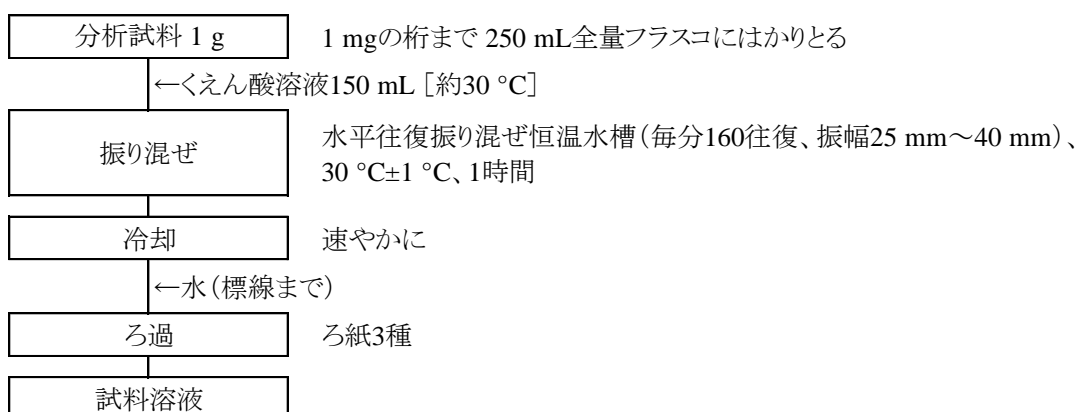 分析試料 1 g 1 mgの桁まで 250 mL全量フラスコにはかりとる
←くえん酸溶液150 mL [約30 °C]
振り混ぜ 水平往復振り混ぜ恒温水槽(毎分160往復、振幅25 mm～40 mm)、
30 °C±1 °C、1時間
冷却 速やかに
←水(標線まで)
ろ過 ろ紙3種
試料溶液